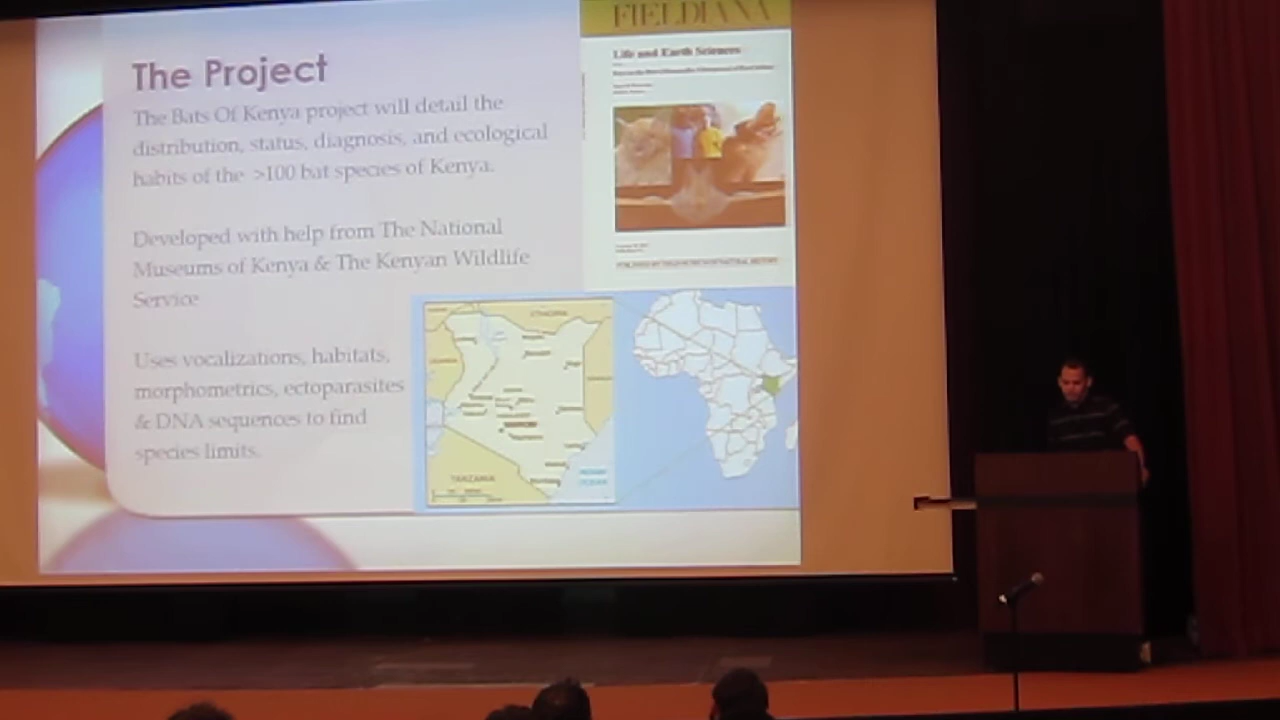 The Project
The Bats Of Kenya project will detail the
distribution, status, diagnosis, and ecological
habits of the >100 bat species of Kenya.
Developed with help from The National
Museums of Kenya & The Kenyan Wildlife
Service
Uses vocalizations, habitats,
morphometrics, ectoparasites
& DNA sequences to find
species limits.
FIELDIANA
Life and Earth Sciences
ETHIOPIA
TANZANIA
INDIAN
OCEAN